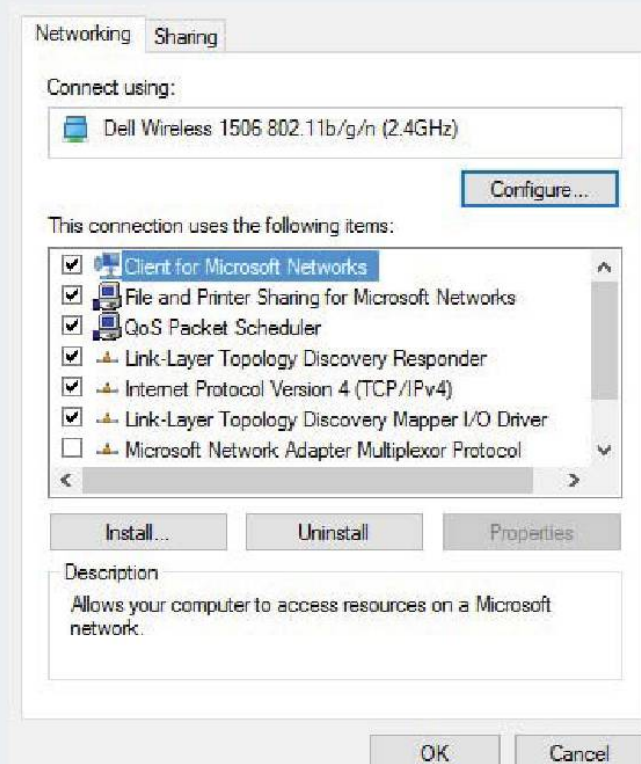 Networking Sharing
Connect using:
Dell Wireless 1506 802.11b/g/n (2.4GHz)
Configure...
This connection uses the following items:
Client for Microsoft Networks
File and Printer Sharing for Microsoft Networks
QoS Packet Scheduler
Link-Layer Topology Discovery Responder
Internet Protocol Version 4 (TCP/IPv4)
Link-Layer Topology Discovery Mapper I/O Driver
Microsoft Network Adapter Multiplexor Protocol
Install... Uninstall Properties
Description
Allows your computer to access resources on a Microsoft
network.
OK Cancel